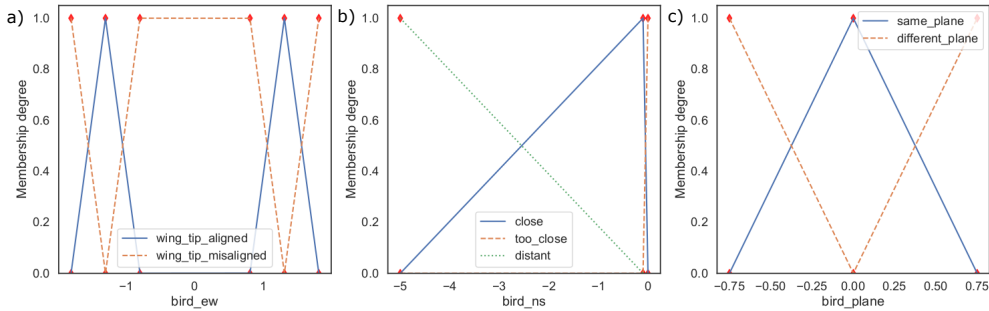 a)
Membership degree
1.0
0.8
0.6
0.4
0.2
0.0
wing_tip_aligned
wing_tip_misaligned
−1
1
bird_ew
b)
Membership degree
1.0
0.8
0.6
0.4
0.2
0.0
close
too_close
distant
−5
−4
−3
−2
−1
0
bird_ns
c)
Membership degree
1.0
0.8
0.6
0.4
0.2
0.0
same_plane
different_plane
−0.75
−0.50
−0.25
0.00
0.25
0.50
0.75
bird_plane